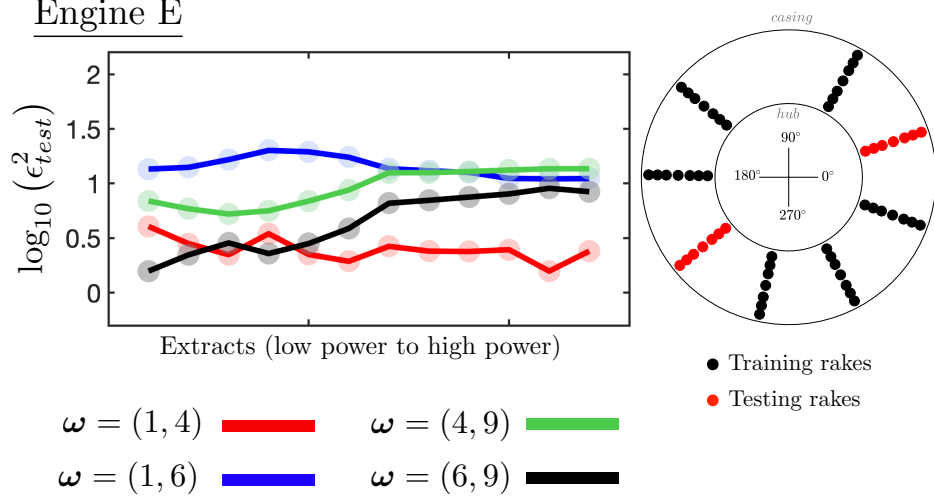 Engine E
log₁₀ (ϵ²_test)
2
1.5
1
0.5
0
Extracts (low power to high power)
casing
hub
90°
180° 0°
270°
Training rakes
Testing rakes
ω = (1, 4) ω = (4, 9)
ω = (1, 6) ω = (6, 9)